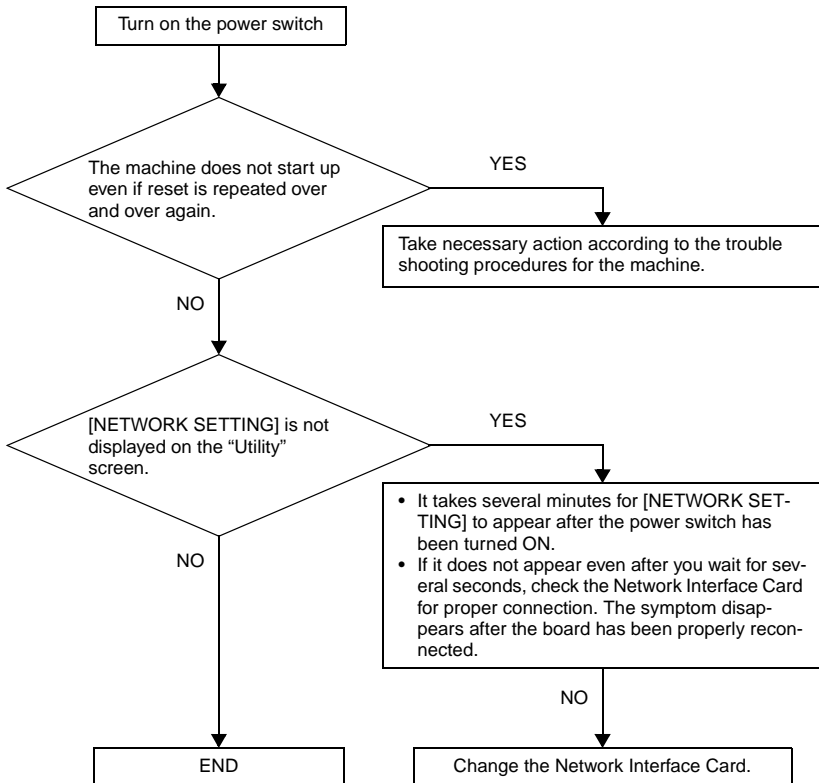 Turn on the power switch
The machine does not start up
even if reset is repeated over
and over again.
YES
Take necessary action according to the trouble
shooting procedures for the machine.
NO
[NETWORK SETTING] is not
displayed on the “Utility”
screen.
YES
• It takes several minutes for [NETWORK SET-
TING] to appear after the power switch has
been turned ON.
• If it does not appear even after you wait for sev-
eral seconds, check the Network Interface Card
for proper connection. The symptom disap-
pears after the board has been properly recon-
nected.
NO
NO
END
Change the Network Interface Card.